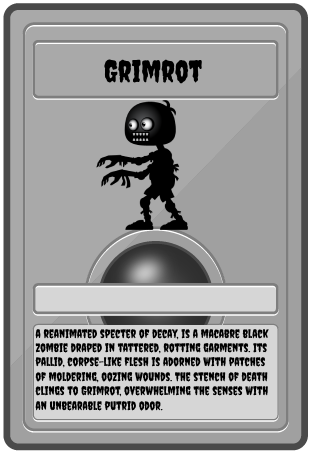 GRIMROT
A REANIMATED SPECTER OF DECAY, IS A MACABRE BLACK
ZOMBIE DRAPED IN TATTERED, ROTTING GARMENTS. ITS
PALLID, CORPSE-LIKE FLESH IS ADORNED WITH PATCHES
OF MOLDERING, OOZING WOUNDS. THE STENCH OF DEATH
CLINGS TO GRIMROT, OVERWHELMING THE SENSES WITH
AN UNBEARABLE PUTRID ODOR.